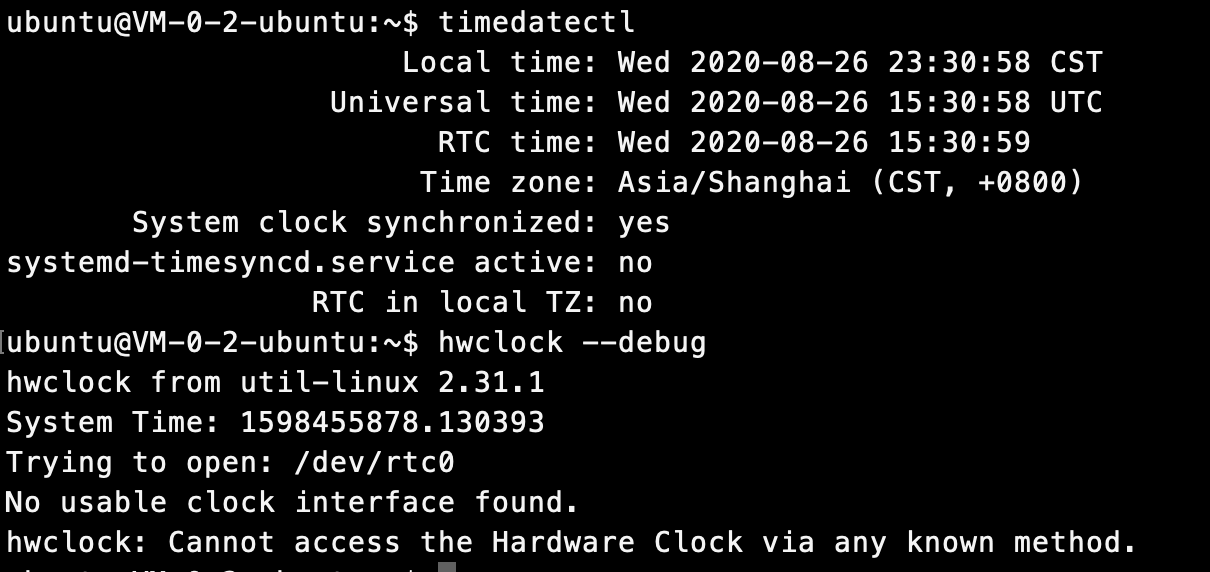 ubuntu@VM-0-2-ubuntu:~$ timedatectl
Local time: Wed 2020-08-26 23:30:58 CST
Universal time: Wed 2020-08-26 15:30:58 UTC
RTC time: Wed 2020-08-26 15:30:59
Time zone: Asia/Shanghai (CST, +0800)
System clock synchronized: yes
systemd-timesyncd.service active: no
RTC in local TZ: no
ubuntu@VM-0-2-ubuntu:~$ hwclock --debug
hwclock from util-linux 2.31.1
System Time: 1598455878.130393
Trying to open: /dev/rtc0
No usable clock interface found.
hwclock: Cannot access the Hardware Clock via any known method.